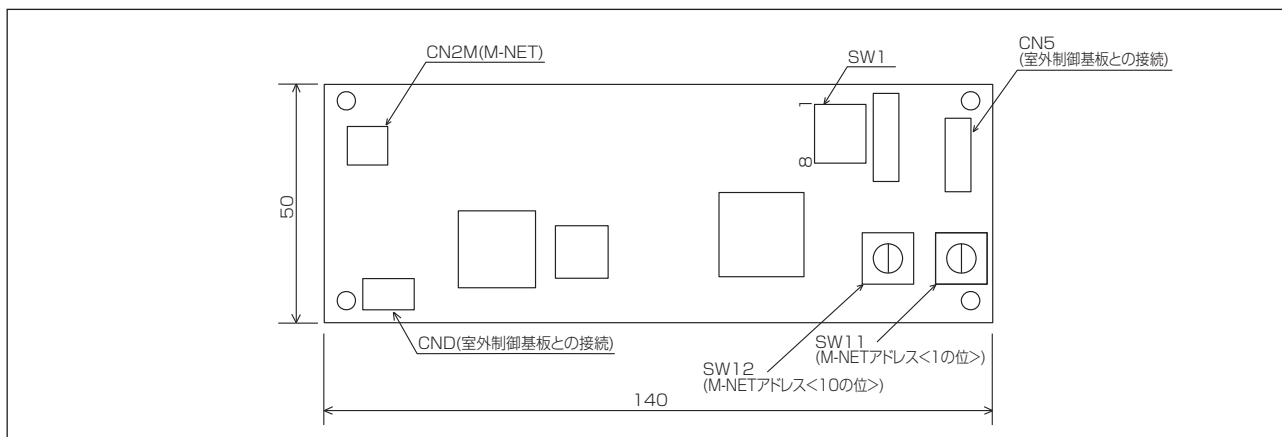 CN2M(M-NET)
SW1
CN5
(室外制御基板との接続)
1
8
50
CND(室外制御基板との接続)
SW11
(M-NETアドレス<1の位>)
SW12
(M-NETアドレス<10の位>)
140